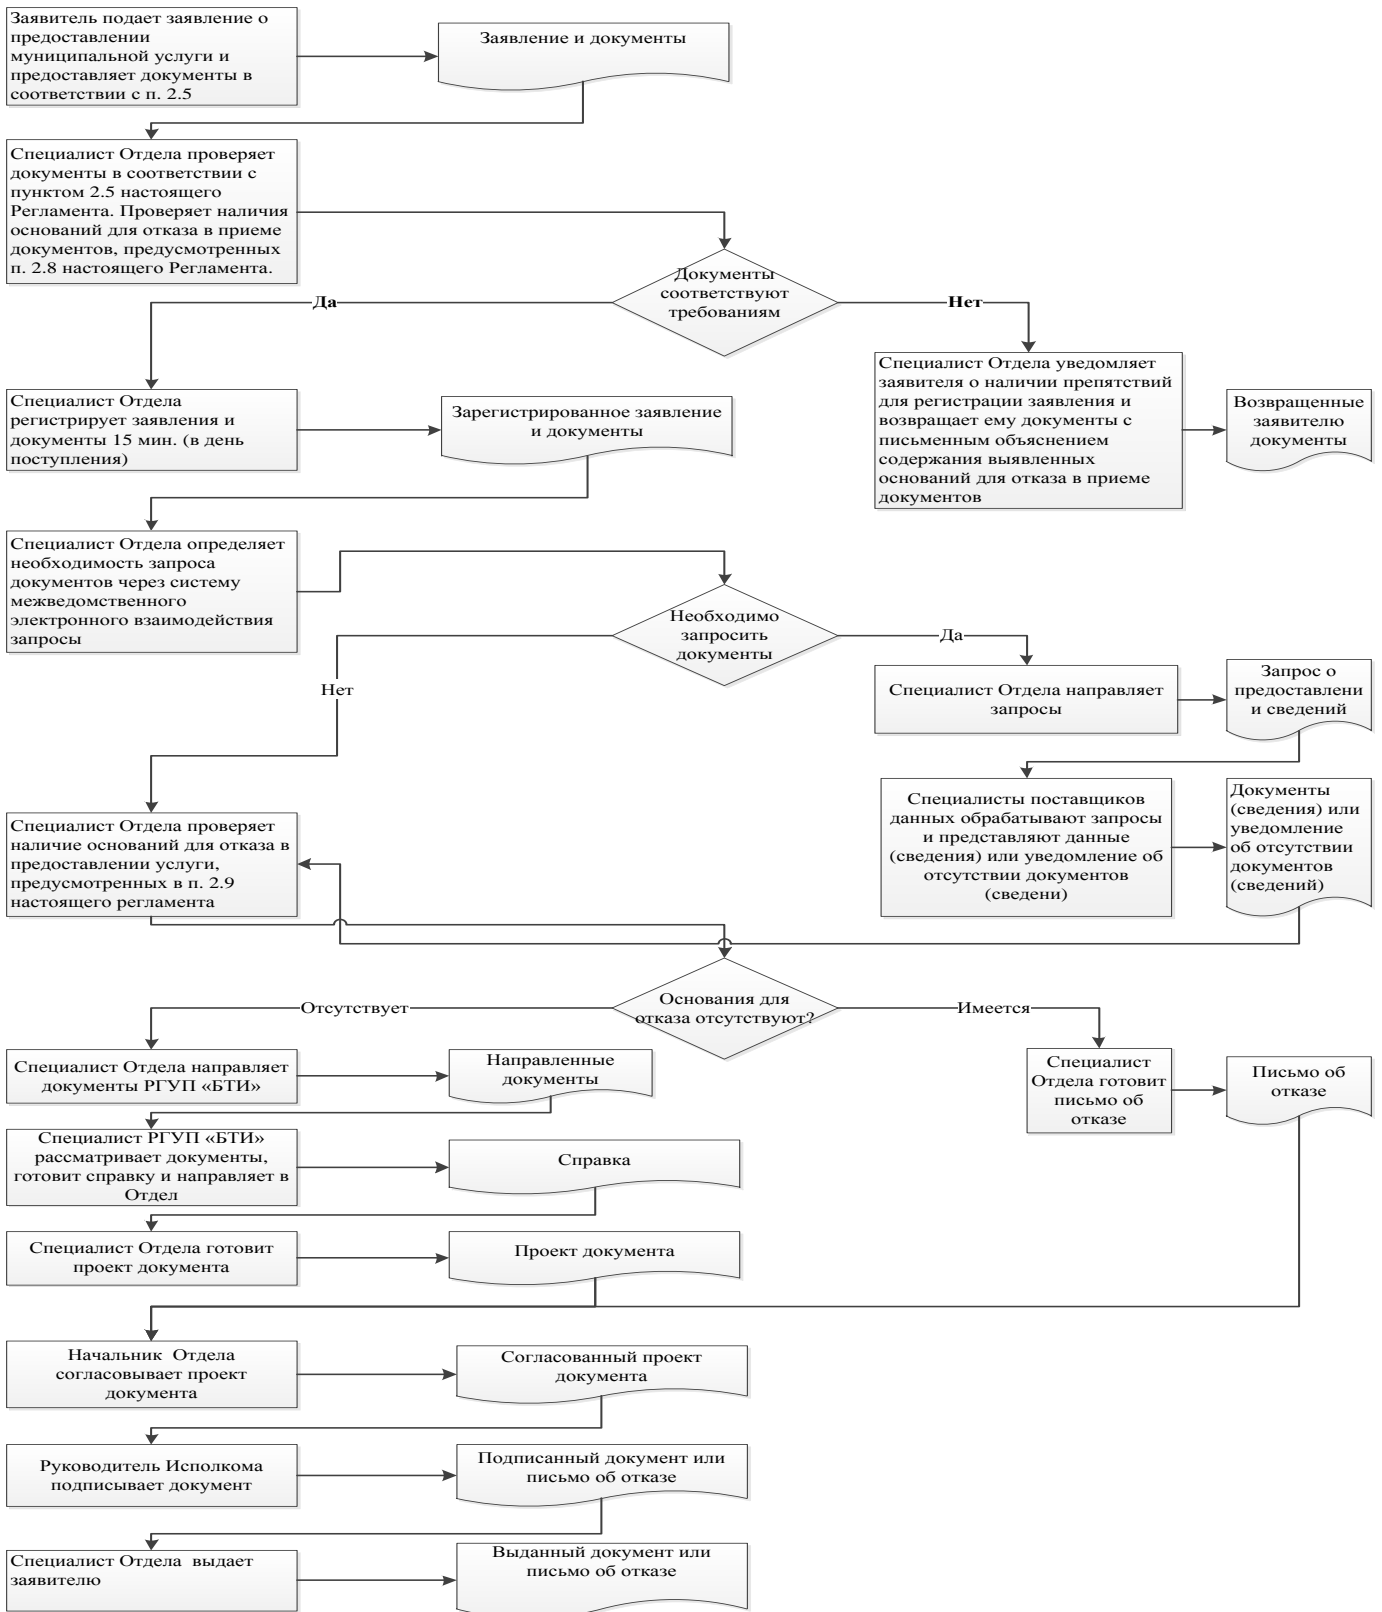 Заявитель подает заявление о
предоставлении
муниципальной услуги и
предоставляет документы в
соответствии с п. 2.5
Заявление и документы
Специалист Отдела проверяет
документы в соответствии с
пунктом 2.5 настоящего
Регламента. Проверяет наличия
оснований для отказа в приеме
документов, предусмотренных
п. 2.8 настоящего Регламента.
Документы
соответствуют
требованиям
Да
Нет
Специалист Отдела
регистрирует заявления и
документы 15 мин. (в день
поступления)
Зарегистрированное заявление
и документы
Специалист Отдела уведомляет
заявителя о наличии препятствий
для регистрации заявления и
возвращает ему документы с
письменным объяснением
содержания выявленных
оснований для отказа в приеме
документов
Возвращенные
заявителю
документы
Специалист Отдела определяет
необходимость запроса
документов через систему
межведомственного
электронного взаимодействия
запросы
Необходимо
запросить
документы
Да
Нет
Специалист Отдела направляет
запросы
Запрос о
предоставлени
и сведений
Специалисты поставщиков
данных обрабатывают запросы
и представляют данные
(сведения) или уведомление об
отсутствии документов
(сведени)
Документы
(сведения) или
уведомление
об отсутствии
документов
(сведений)
Специалист Отдела проверяет
наличие оснований для отказа в
предоставлении услуги,
предусмотренных в п. 2.9
настоящего регламента
Основания для
отказа отсутствуют?
Отсутствует
Имеется
Специалист Отдела направляет
документы РГУП «БТИ»
Направленные
документы
Специалист
Отдела готовит
письмо об
отказе
Письмо об
отказе
Специалист РГУП «БТИ»
рассматривает документы,
готовит справку и направляет в
Отдел
Справка
Специалист Отдела готовит
проект документа
Проект документа
Начальник  Отдела
согласовывает проект
документа
Согласованный проект
документа
Руководитель Исполкома
подписывает документ
Подписанный документ или
письмо об отказе
Специалист Отдела  выдает
заявителю
Выданный документ или
письмо об отказе